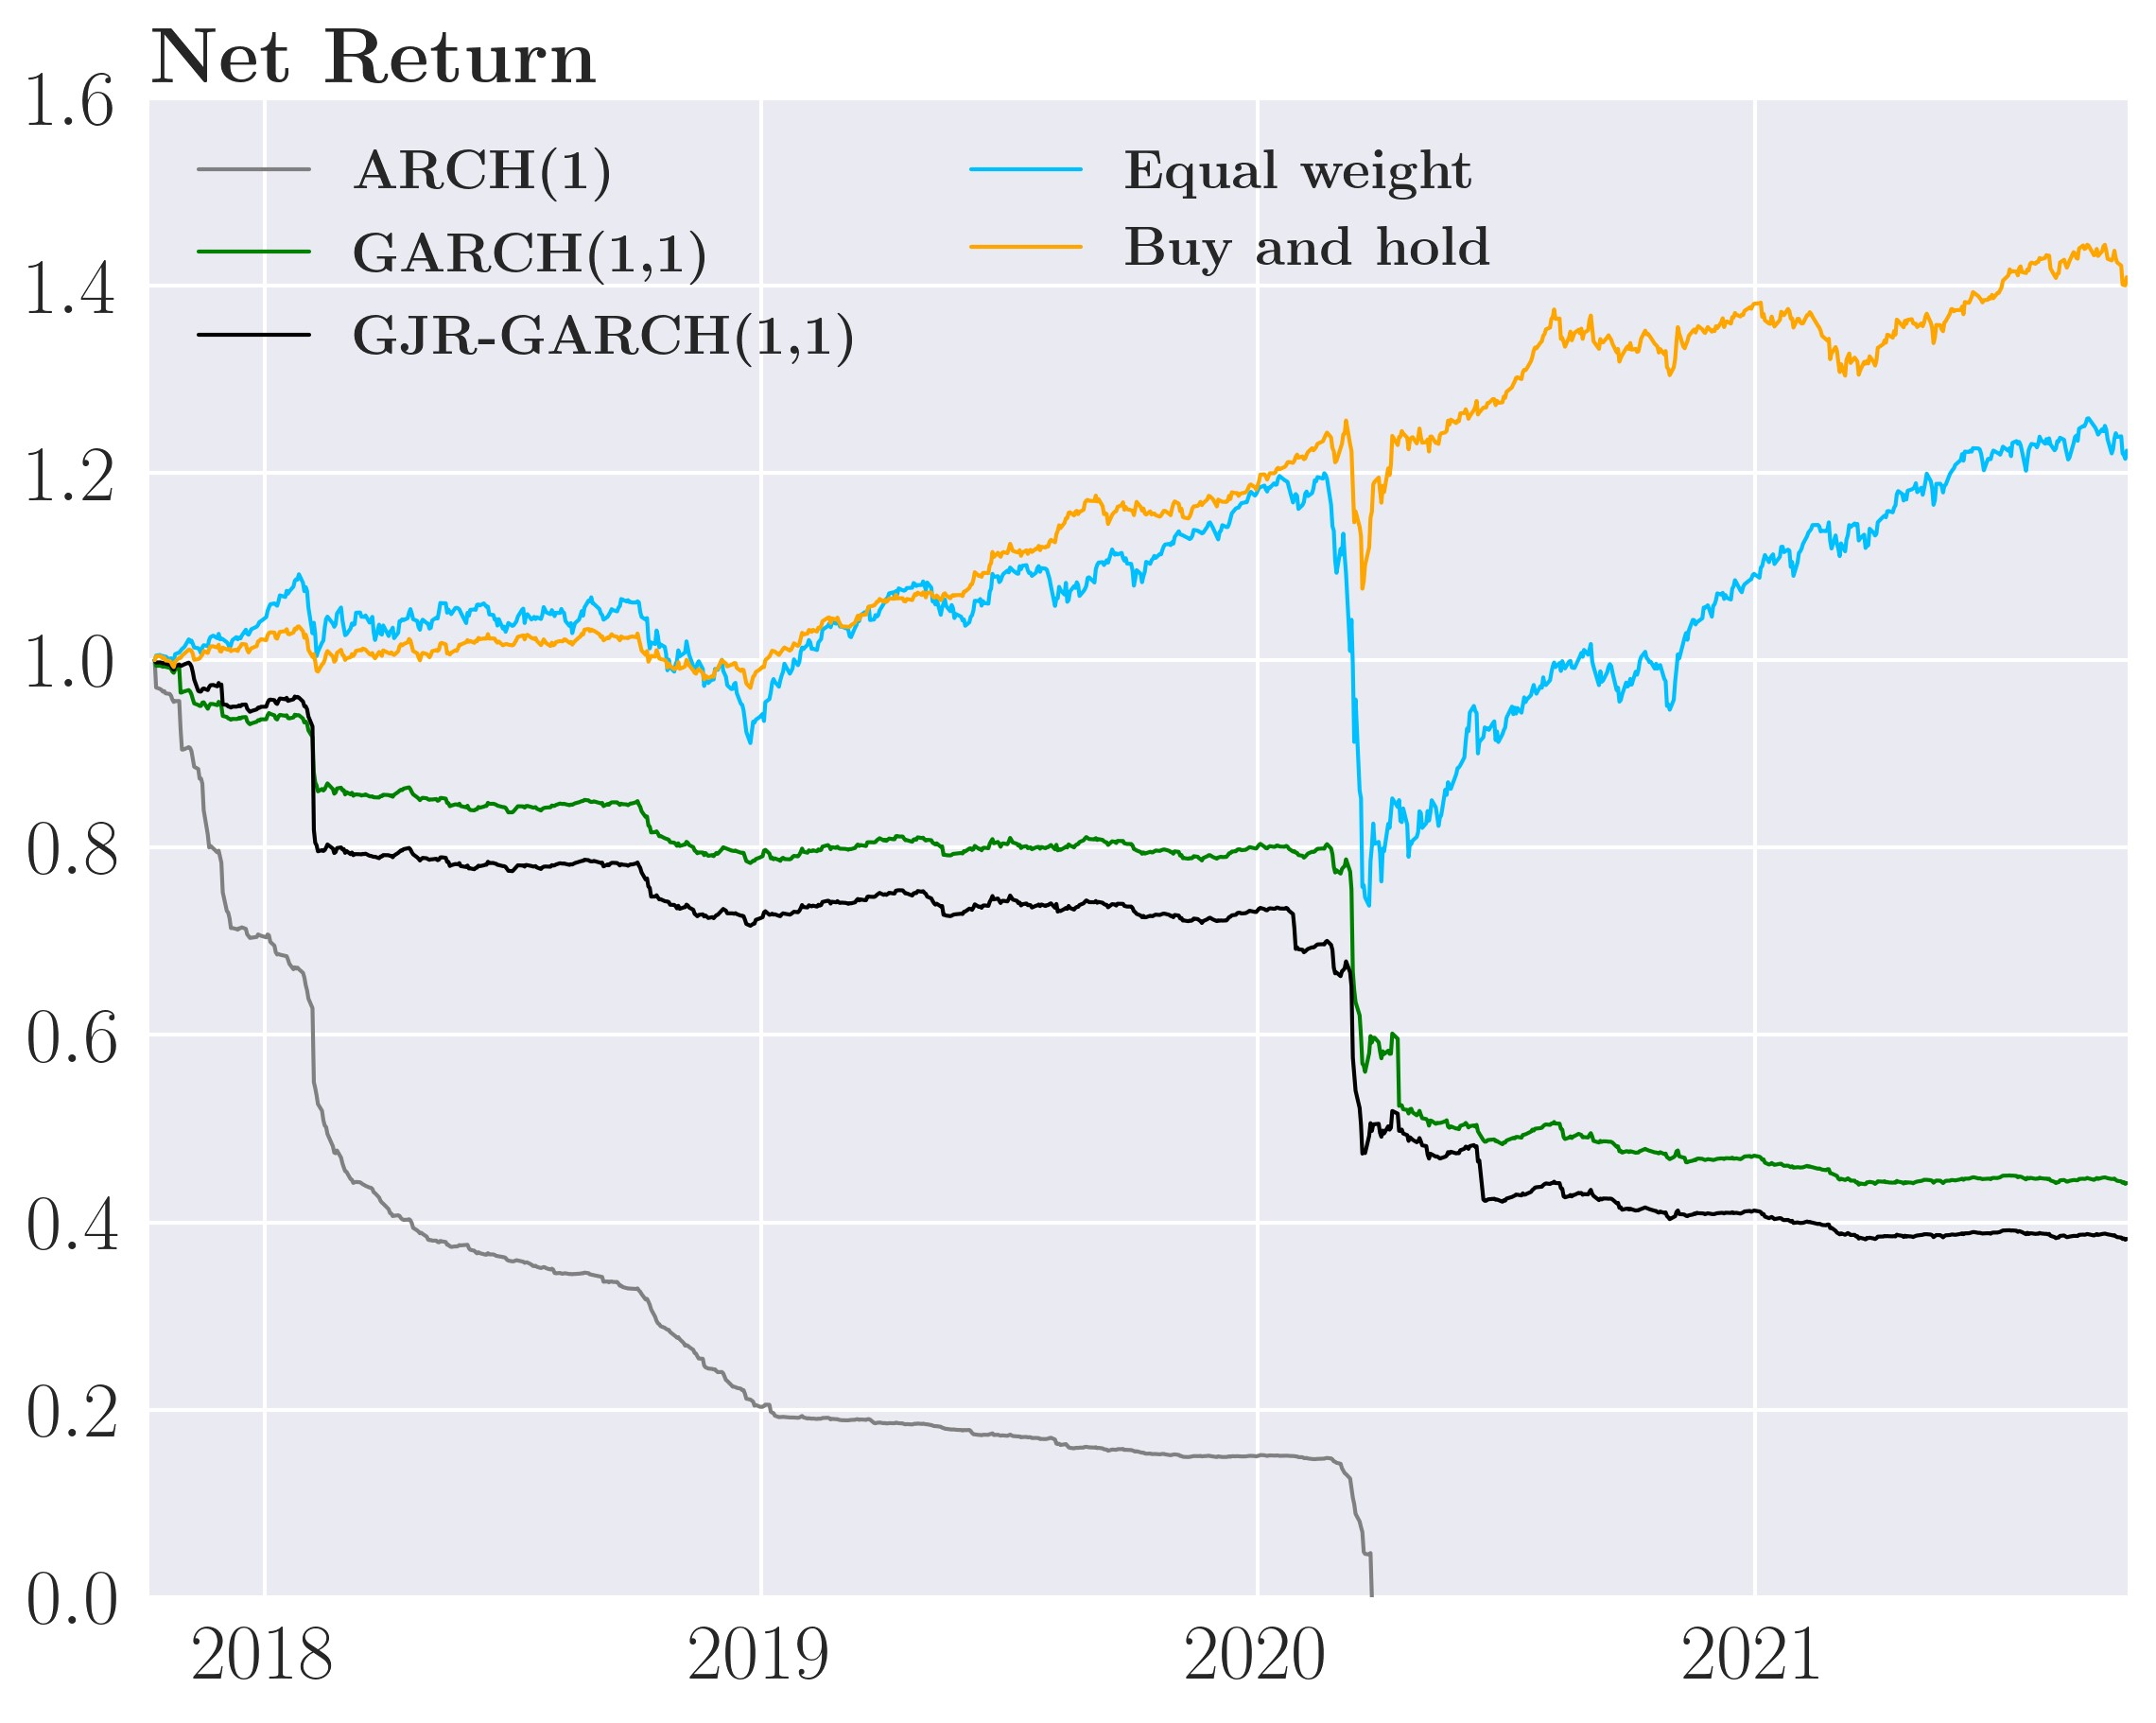 Net Return
1.6
1.4
1.2
1.0
0.8
0.6
0.4
0.2
0.0
ARCH(1)
GARCH(1,1)
GJR-GARCH(1,1)
Equal weight
Buy and hold
2018 2019 2020 2021